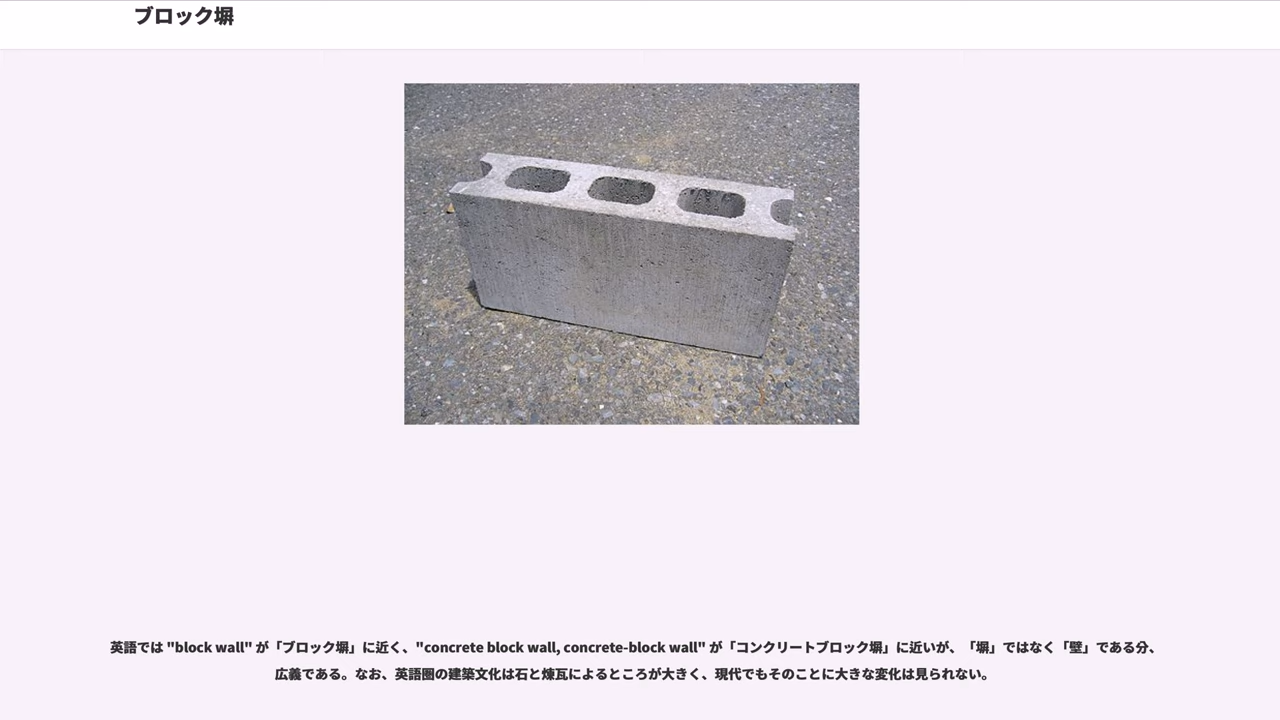 ブロック塀
英語では "block wall" が「ブロック塀」に近く、"concrete block wall, concrete-block wall" が「コンクリートブロック塀」に近いが、「塀」ではなく「壁」である分、
広義である。なお、英語圏の建築文化は石と煉瓦によるところが大きく、現代でもそのことに大きな変化は見られない。